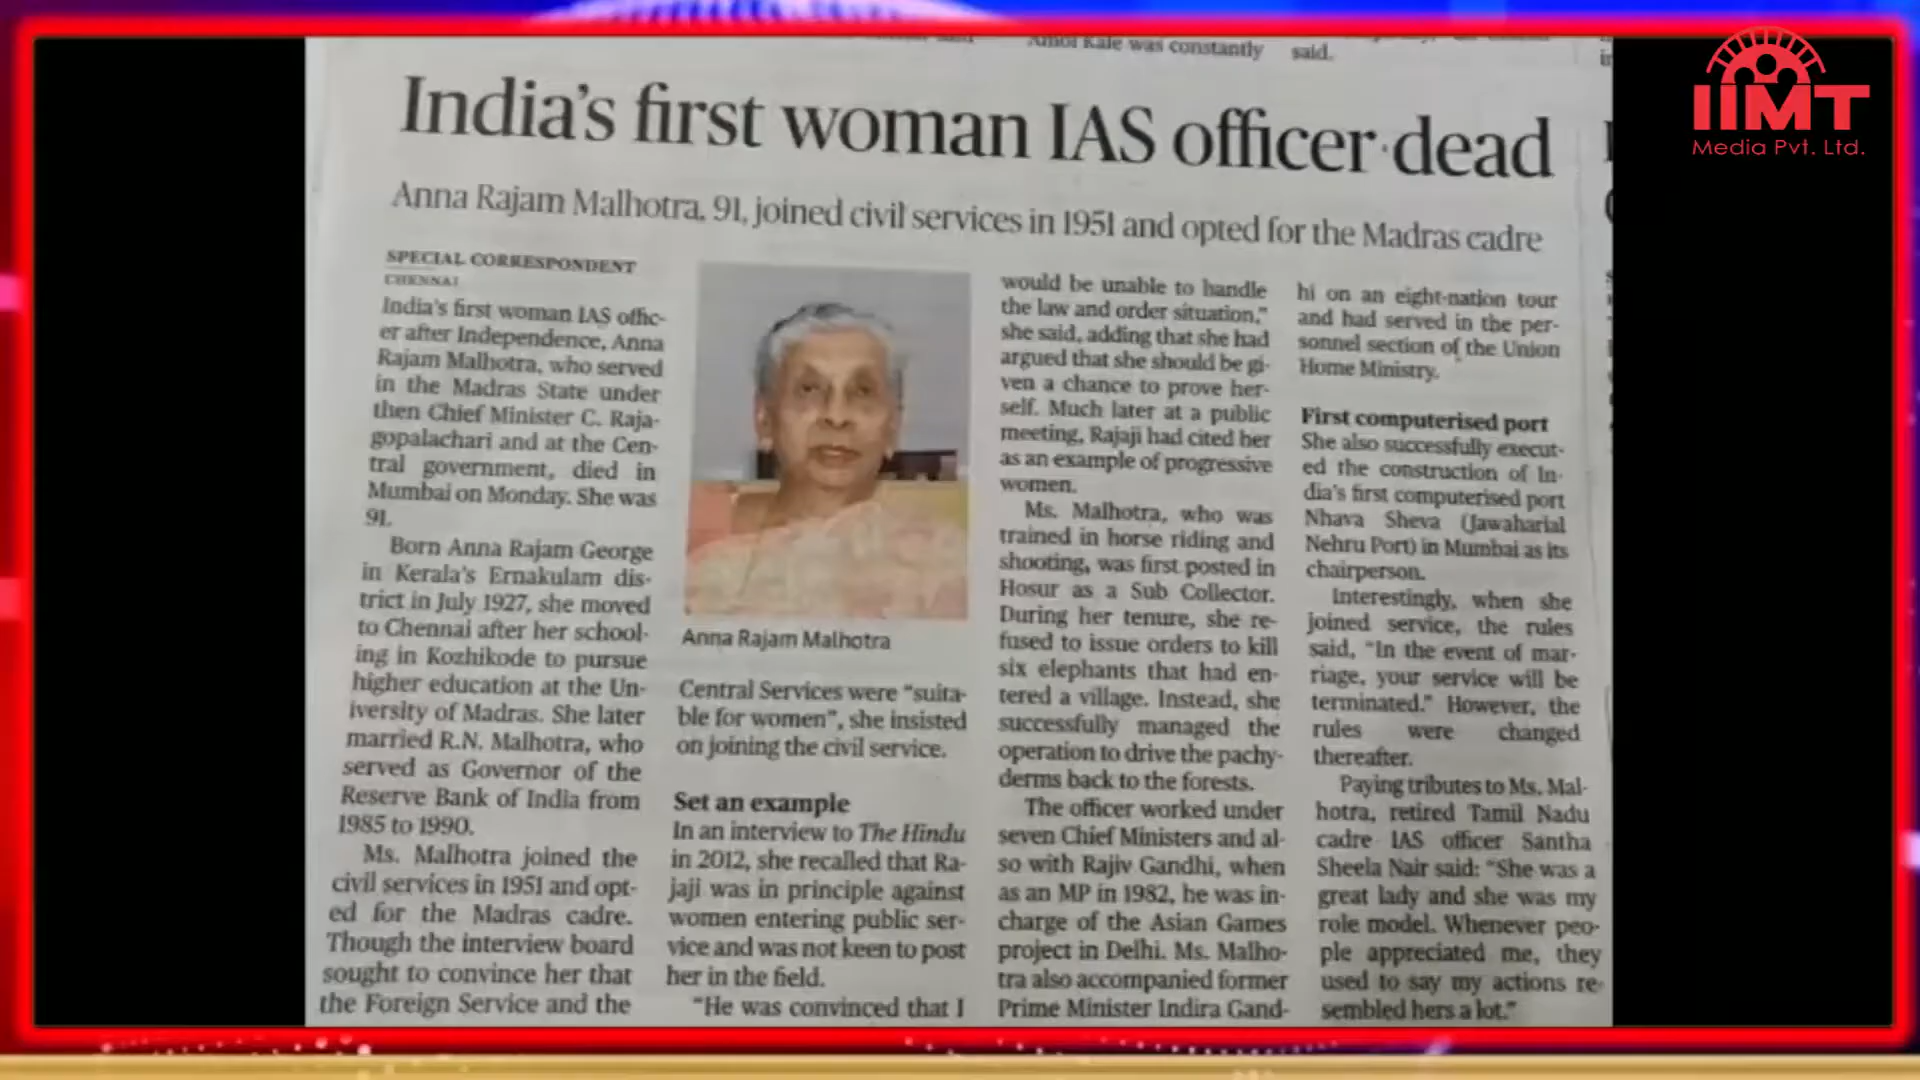 Amol Kale was constantly
said.
IIMT
Media Pvt. Ltd.
India's first woman IAS officer dead
Anna Rajam Malhotra, 91, joined civil services in 1951 and opted for the Madras cadre
SPECIAL CORRESPONDENT
CHENNAI
India's first woman IAS offic-
er after Independence, Anna
Rajam Malhotra, who served
in the Madras State under
then Chief Minister C. Raja-
gopalachari and at the Cen-
tral government, died in
Mumbai on Monday. She was
91.
Born Anna Rajam George
in Kerala's Ernakulam dis-
trict in July 1927, she moved
to Chennai after her school-
ing in Kozhikode to pursue
higher education at the Un-
iversity of Madras. She later
married R.N. Malhotra, who
served as Governor of the
Reserve Bank of India from
1985 to 1990.
Ms. Malhotra joined the
civil services in 1951 and opt-
ed for the Madras cadre.
Though the interview board
sought to convince her that
the Foreign Service and the
Anna Rajam Malhotra
Central Services were "suita-
ble for women", she insisted
on joining the civil service.
Set an example
In an interview to The Hindu
in 2012, she recalled that Ra-
jaji was in principle against
women entering public ser-
vice and was not keen to post
her in the field.
"He was convinced that I
would be unable to handle
the law and order situation,"
she said, adding that she had
argued that she should be gi-
ven a chance to prove her-
self. Much later at a public
meeting, Rajaji had cited her
as an example of progressive
women.
Ms. Malhotra, who was
trained in horse riding and
shooting, was first posted in
Hosur as a Sub Collector.
During her tenure, she re-
fused to issue orders to kill
six elephants that had en-
tered a village. Instead, she
successfully managed the
operation to drive the pachy-
derms back to the forests.
The officer worked under
seven Chief Ministers and al-
so with Rajiv Gandhi, when
as an MP in 1982, he was in-
charge of the Asian Games
project in Delhi. Ms. Malho-
tra also accompanied former
Prime Minister Indira Gand-
hi on an eight-nation tour
and had served in the per-
sonnel section of the Union
Home Ministry.
First computerised port
She also successfully execut-
ed the construction of In-
dia's first computerised port
Nhava Sheva (Jawaharlal
Nehru Port) in Mumbai as its
chairperson.
Interestingly, when she
joined service, the rules
said, "In the event of mar-
riage, your service will be
terminated." However, the
rules were changed
thereafter.
Paying tributes to Ms. Mal-
hotra, retired Tamil Nadu
cadre IAS officer Santha
Sheela Nair said: "She was a
great lady and she was my
role model. Whenever peo-
ple appreciated me, they
used to say my actions re-
sembled hers a lot."